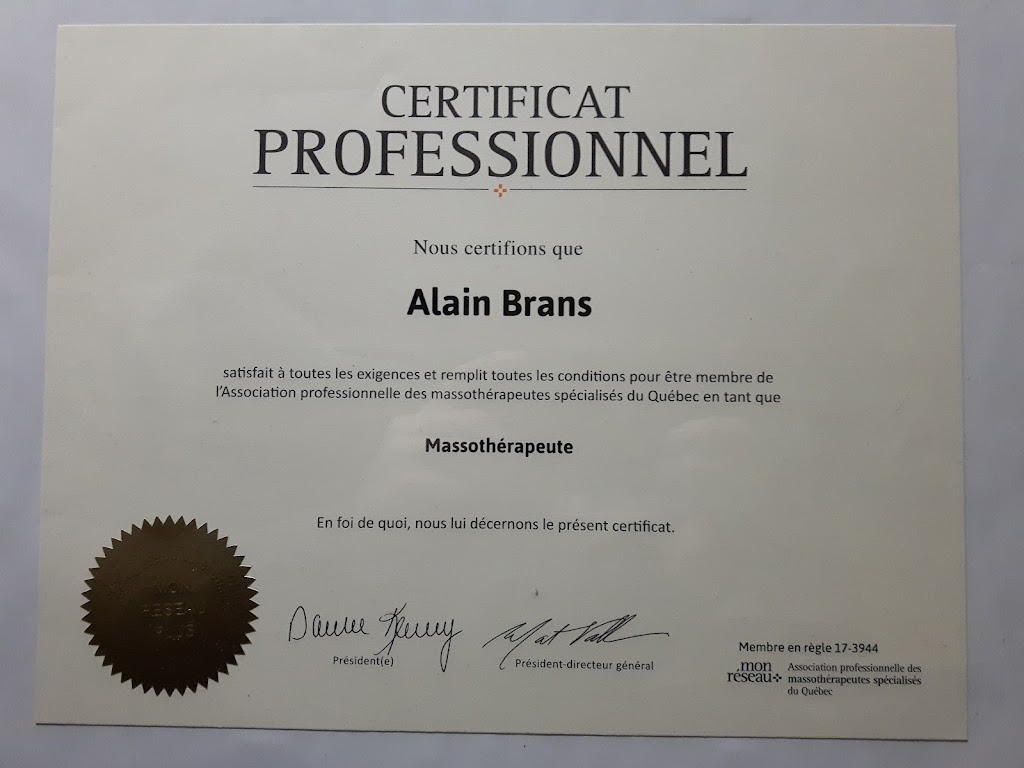 CERTIFICAT
PROFESSIONNEL
Nous certifions que
Alain Brans
satisfait à toutes les exigences et remplit toutes les conditions pour être membre de
l'Association professionnelle des massothérapeutes spécialisés du Québec en tant que
Massothérapeute
En foi de quoi, nous lui décernons le présent certificat.
MON
RÉSEAU
PLUS
Président(e)
Président-directeur général
Membre en règle 17-3944
mon
réseau+
Association professionnelle des
massothérapeutes spécialisés
du Québec